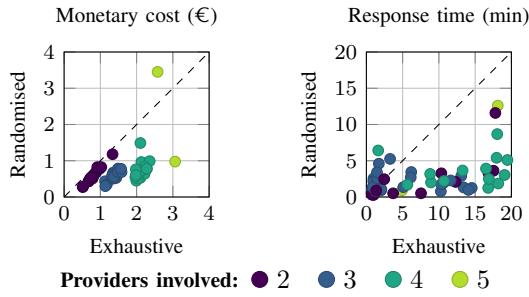 Monetary cost (€)
Response time (min)
Randomised
4
3
2
1
0
0 1 2 3 4
Exhaustive
Randomised
20
15
10
5
0
0 5 10 15 20
Exhaustive
Providers involved: 2 3 4 5